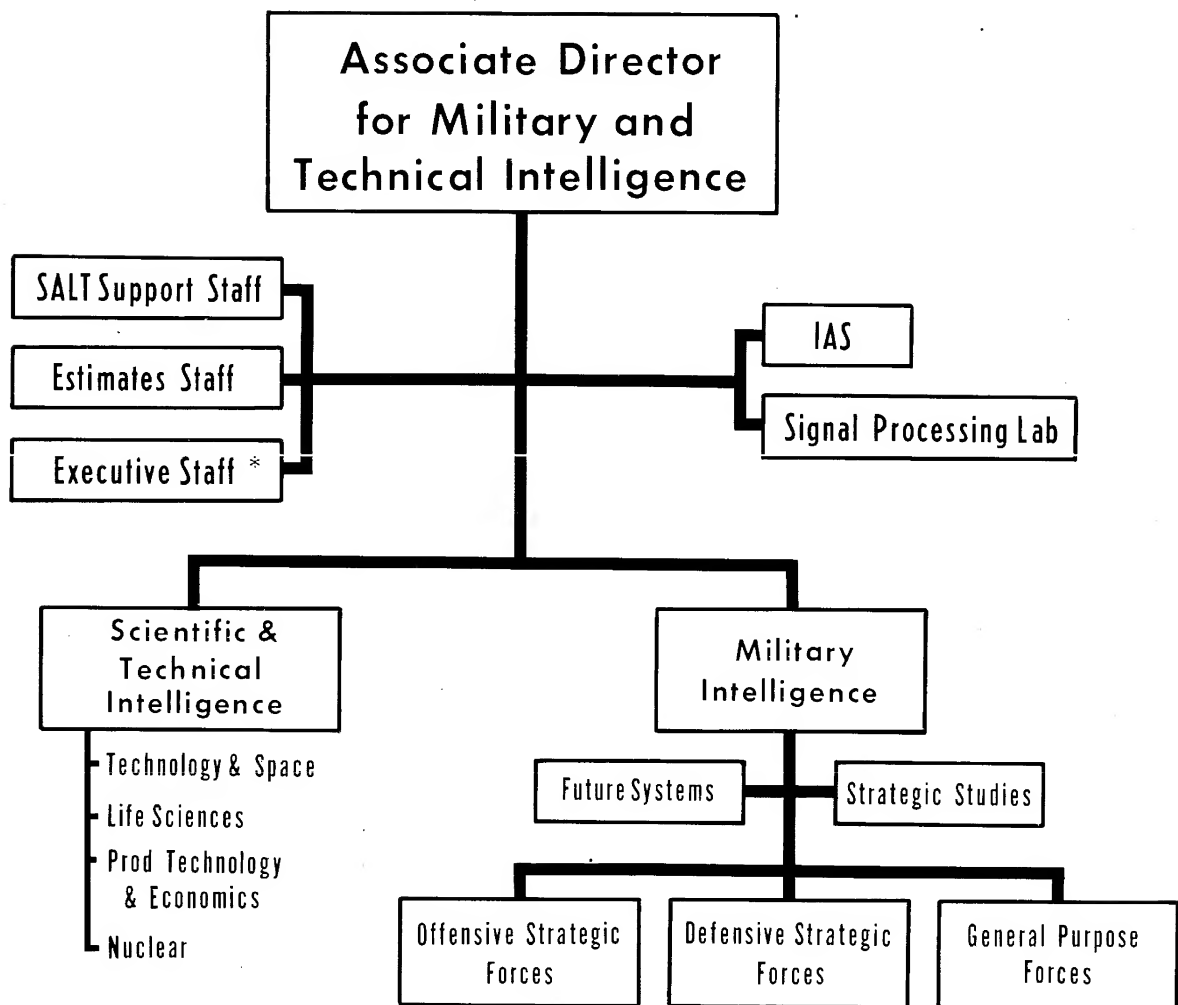 Associate Director
for Military and
Technical Intelligence
SALT Support Staff
Estimates Staff
Executive Staff *
IAS
Signal Processing Lab
Scientific &
Technical
Intelligence
Technology & Space
Life Sciences
Prod Technology
& Economics
Nuclear
Military
Intelligence
Future Systems
Strategic Studies
Offensive Strategic
Forces
Defensive Strategic
Forces
General Purpose
Forces